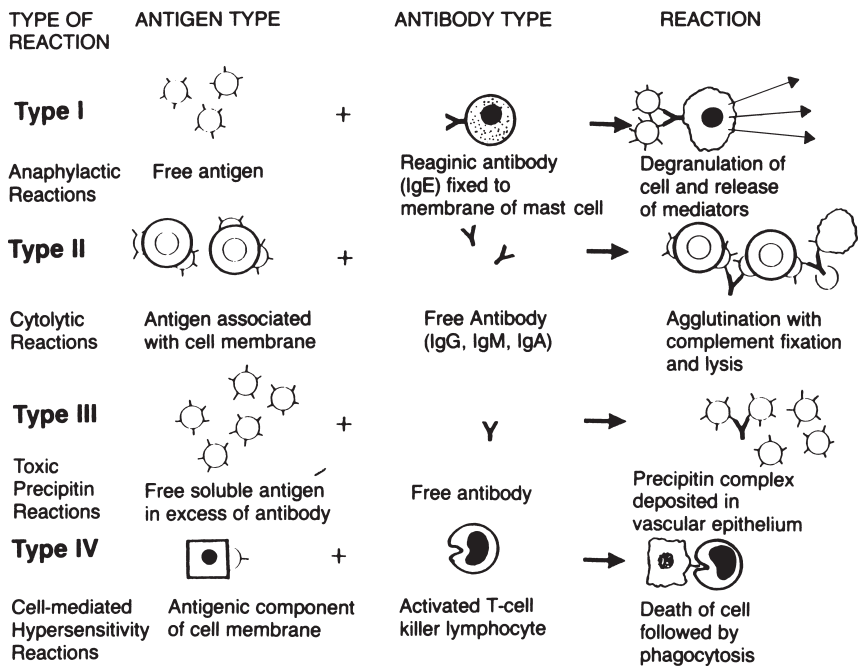 TYPE OF REACTION
ANTIGEN TYPE
ANTIBODY TYPE
REACTION
Type I
+
Anaphylactic
Reactions
Free antigen
Reaginic antibody
(IgE) fixed to
membrane of mast cell
Degranulation of
cell and release
of mediators
Type II
+
Cytolytic
Reactions
Antigen associated
with cell membrane
Free Antibody
(IgG, IgM, IgA)
Agglutination with
complement fixation
and lysis
Type III
+
Toxic
Precipitin
Reactions
Free soluble antigen
in excess of antibody
Free antibody
Precipitin complex
deposited in
vascular epithelium
Type IV
+
Cell-mediated
Hypersensitivity
Reactions
Antigenic component
of cell membrane
Activated T-cell
killer lymphocyte
Death of cell
followed by
phagocytosis